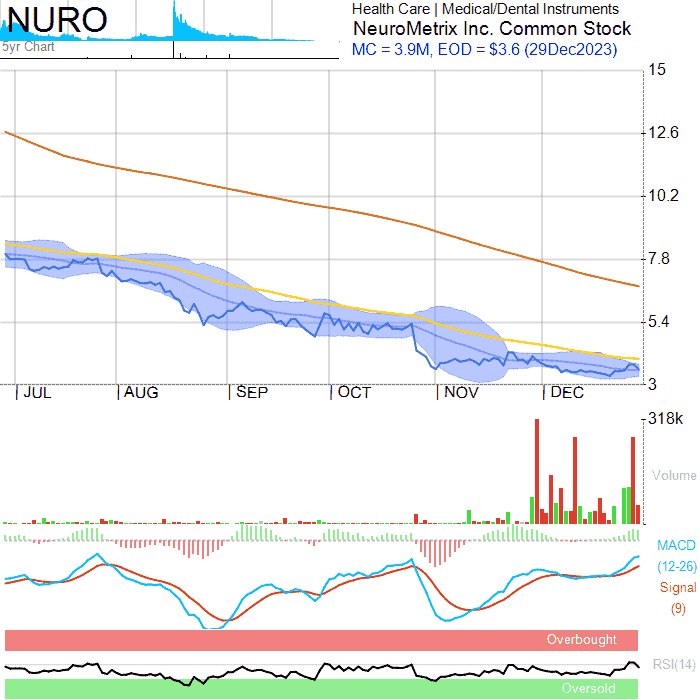 NURO
5yr Chart
Health Care | Medical/Dental Instruments
NeuroMetrix Inc. Common Stock
MC = 3.9M, EOD = $3.6 (29Dec2023)
15
12.6
10.2
7.8
5.4
3
JUL AUG SEP OCT NOV DEC
318k
Volume
MACD
(12-26)
Signal
(9)
Overbought
RSI(14)
Oversold